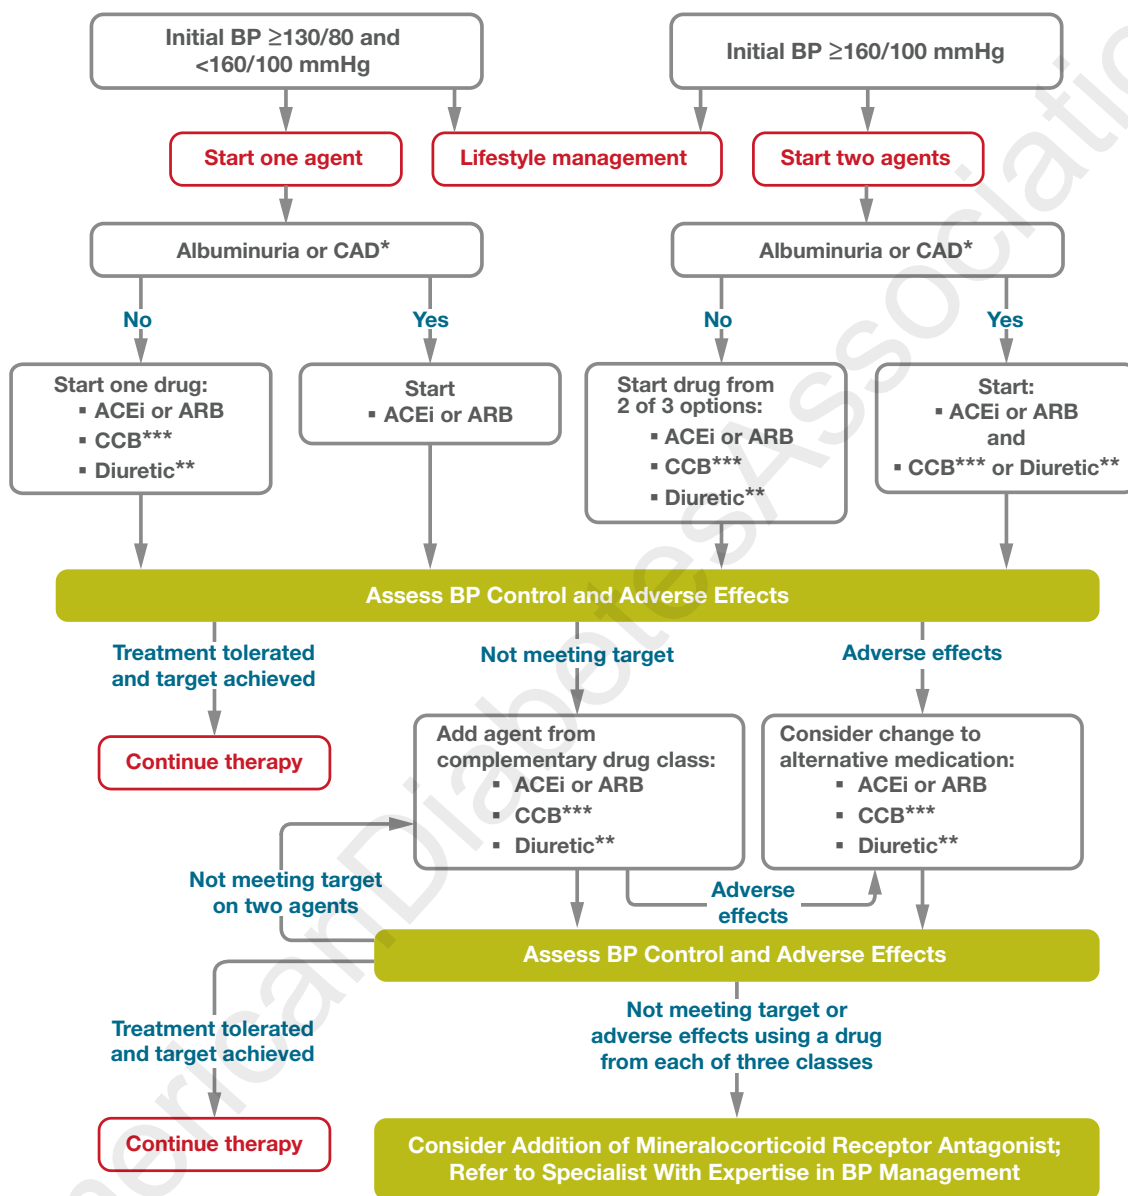 Initial BP ≥130/80 and
<160/100 mmHg
Initial BP ≥160/100 mmHg
Start one agent
Lifestyle management
Start two agents
Albuminuria or CAD*
Albuminuria or CAD*
No
Yes
No
Yes
Start one drug:
▪ ACEi or ARB
▪ CCB***
▪ Diuretic**
Start
▪ ACEi or ARB
Start drug from
2 of 3 options:
▪ ACEi or ARB
▪ CCB***
▪ Diuretic**
Start:
▪ ACEi or ARB
and
▪ CCB*** or Diuretic**
Assess BP Control and Adverse Effects
Treatment tolerated
and target achieved
Not meeting target
Adverse effects
Continue therapy
Add agent from
complementary drug class:
▪ ACEi or ARB
▪ CCB***
▪ Diuretic**
Consider change to
alternative medication:
▪ ACEi or ARB
▪ CCB***
▪ Diuretic**
Not meeting target
on two agents
Adverse
effects
Assess BP Control and Adverse Effects
Treatment tolerated
and target achieved
Not meeting target or
adverse effects using a drug
from each of three classes
Continue therapy
Consider Addition of Mineralocorticoid Receptor Antagonist;
Refer to Specialist With Expertise in BP Management
mericanDiabetesAssociatio